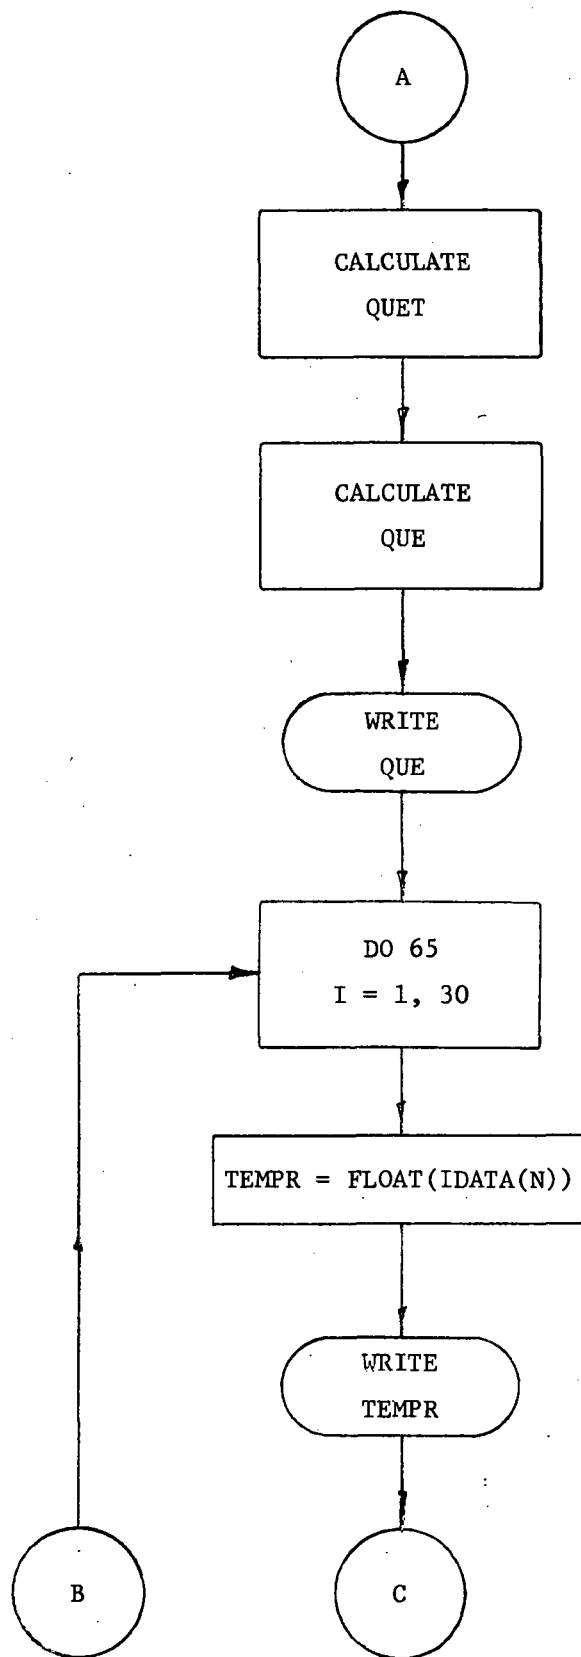 A
CALCULATE
QUET
CALCULATE
QUE
WRITE
QUE
DO 65
I = 1, 30
TEMPR = FLOAT(IDATA(N))
WRITE
TEMPR
B
C